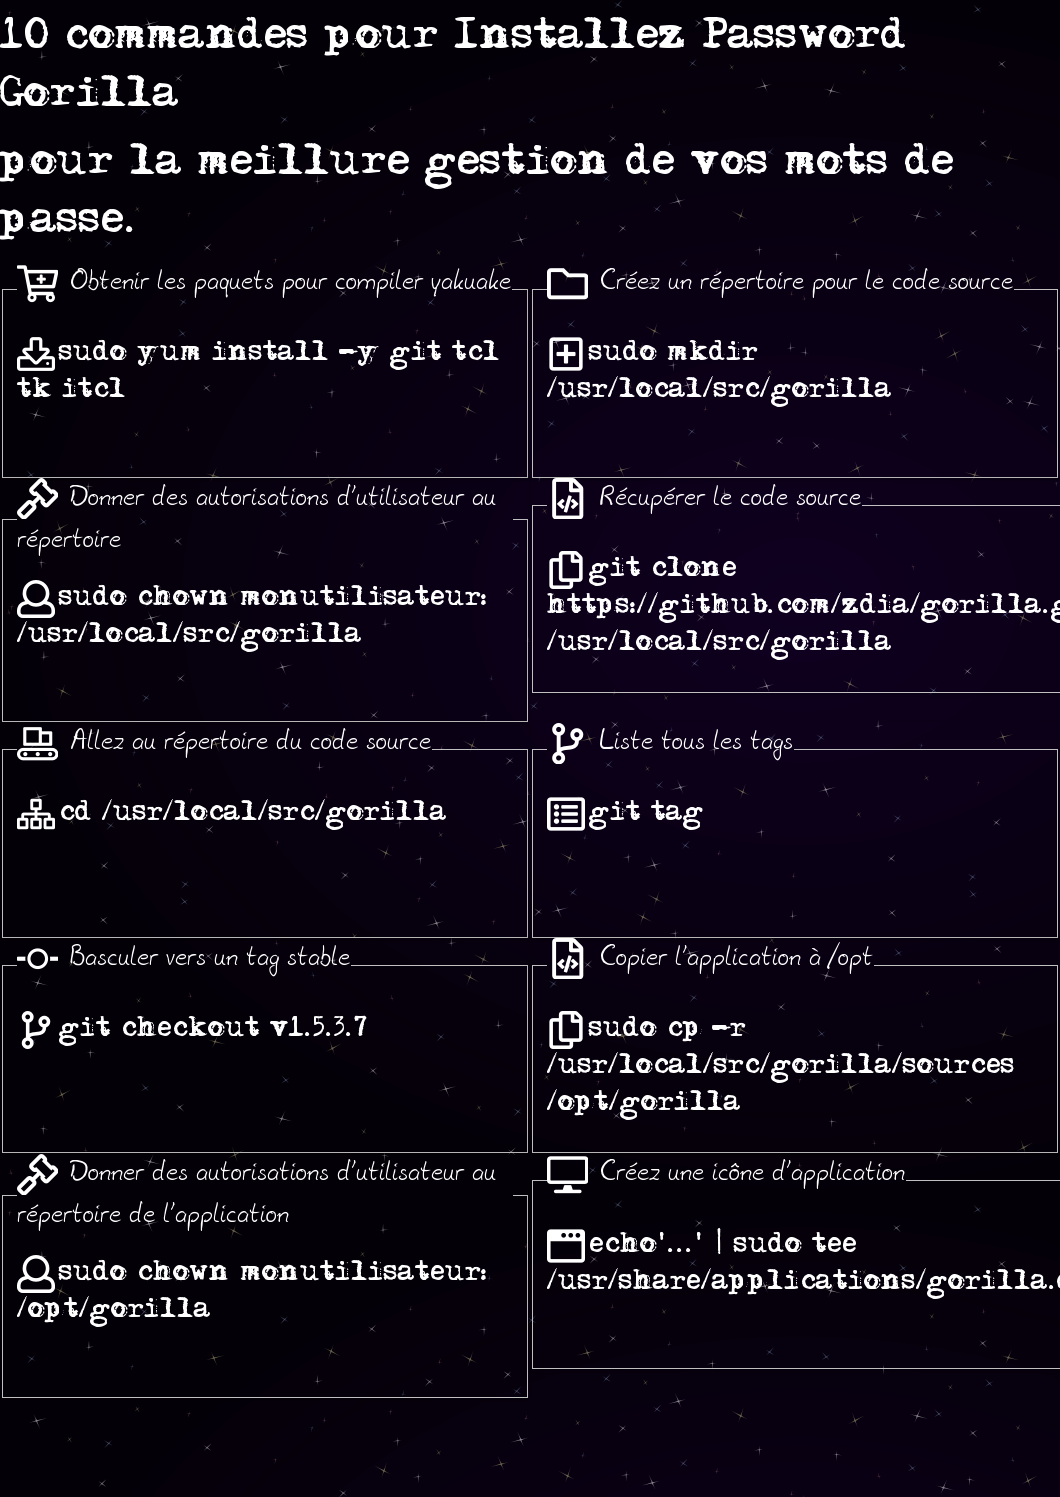 10 commandes pour Installez Password
Gorilla
pour la meillure gestion de vos mots de
passe.
Obtenir les paquets pour compiler yakuake
sudo yum install -y git tcl
tk itcl
Créez un répertoire pour le code source
sudo mkdir
/usr/local/src/gorilla
Donner des autorisations d'utilisateur au
répertoire
sudo chown monutilisateur:
/usr/local/src/gorilla
Récupérer le code source
git clone
https://github.com/zdia/gorilla.g
/usr/local/src/gorilla
Allez au répertoire du code source
cd /usr/local/src/gorilla
Liste tous les tags
git tag
Basculer vers un tag stable
git checkout v1.5.3.7
Copier l'application à /opt
sudo cp -r
/usr/local/src/gorilla/sources
/opt/gorilla
Donner des autorisations d'utilisateur au
répertoire de l'application
sudo chown monutilisateur:
/opt/gorilla
Créez une icône d'application
echo'...' | sudo tee
/usr/share/applications/gorilla.